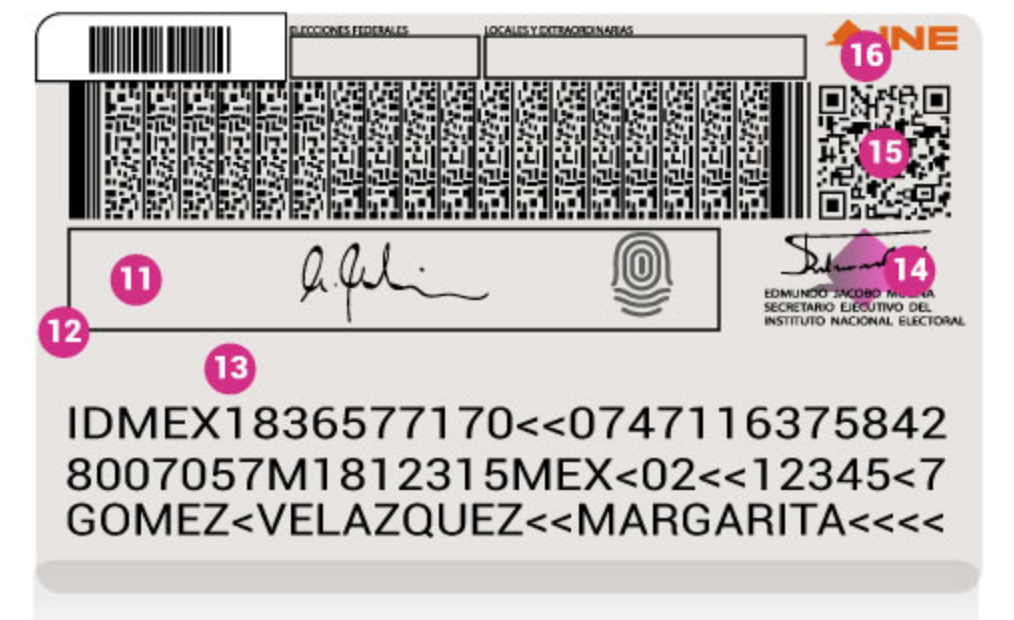 ELECCIONES FEDERALES
LOCALES Y EXTRAORDINARIAS
INE
16
15
11
14
EDMUNDO JACOBO
SECRETARIO EJECUTIVO DEL
INSTITUTO NACIONAL ELECTORAL
12
13
IDMEX1836577170<<0747116375842
8007057M1812315MEX<02<<12345<7
GOMEZ<VELAZQUEZ<<MARGARITA<<<<